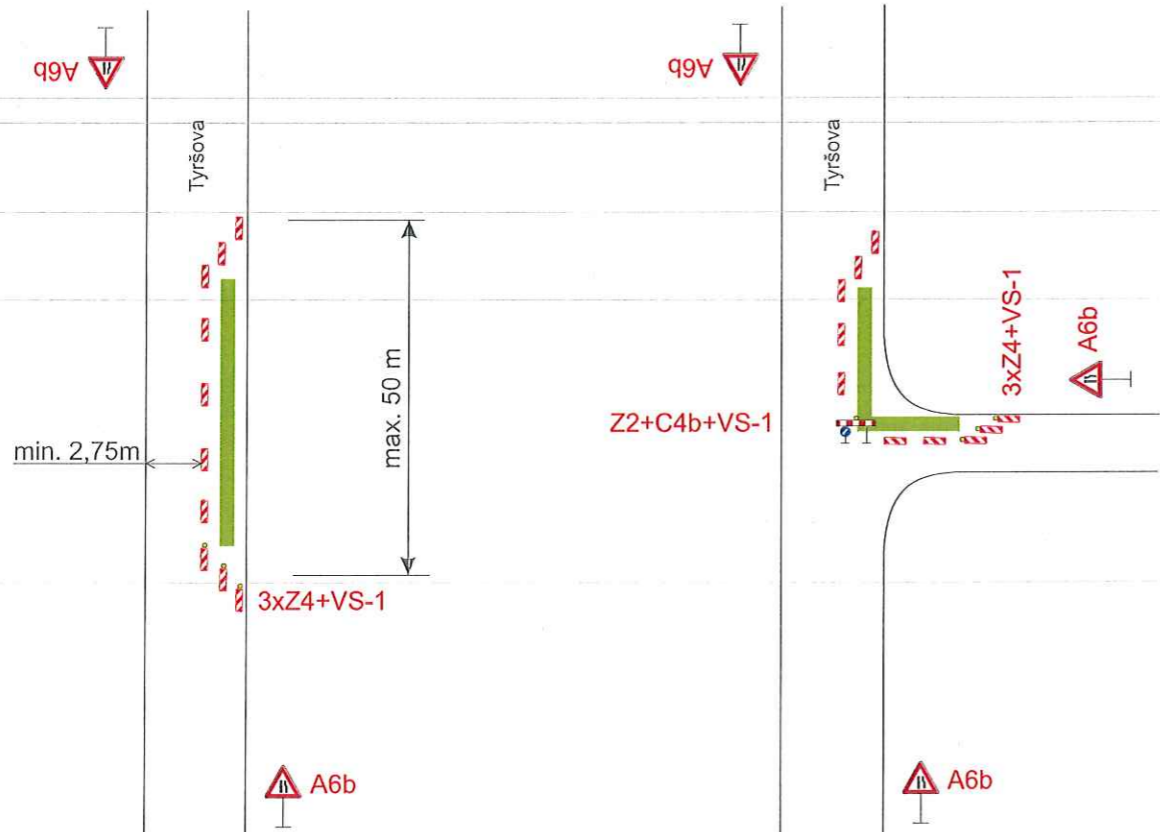 A6b
Tyršova
max. 50 m
min. 2,75m
3xZ4+VS-1
A6b
A6b
Tyršova
3xZ4+VS-1
A6b
Z2+C4b+VS-1
A6b